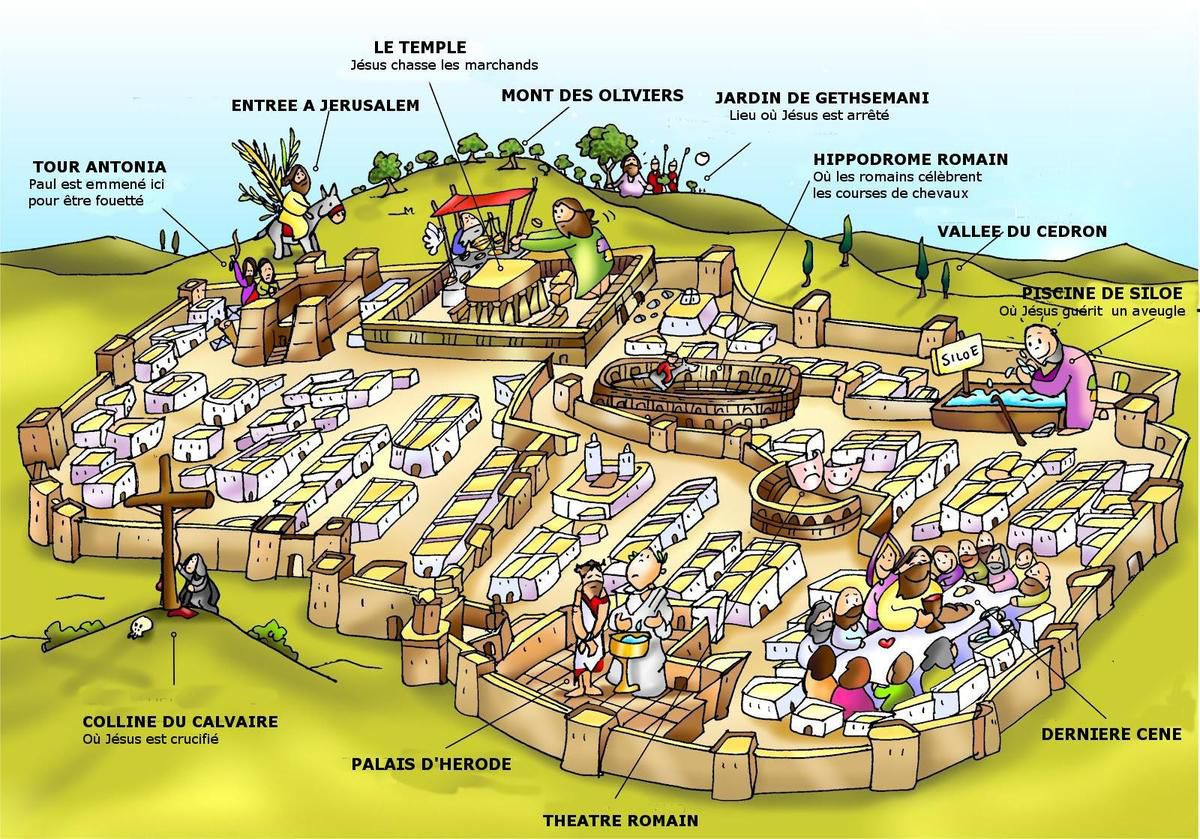 LE TEMPLE
Jésus chasse les marchands
ENTREE A JERUSALEM
MONT DES OLIVIERS
JARDIN DE GETHSEMANI
Lieu où Jésus est arrêté
TOUR ANTONIA
Paul est emmené ici
pour être fouetté
HIPPODROME ROMAIN
Où les romains célèbrent
les courses de chevaux
VALLEE DU CEDRON
PISCINE DE SILOE
Où Jésus guérit un aveugle
SILOE
COLLINE DU CALVAIRE
Où Jésus est crucifié
PALAIS D'HERODE
THEATRE ROMAIN
DERNIERE CENE